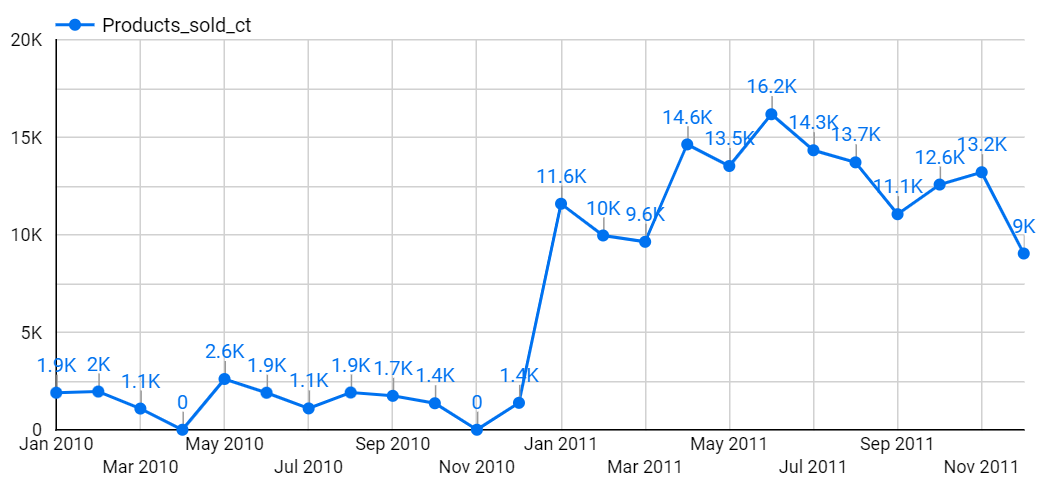 Products_sold_ct
20K
15K
10K
5K
0
1.9K 2K 1.1K 0 2.6K 1.9K 1.1K 1.9K 1.7K 1.4K 0 1.4K 11.6K 10K 9.6K 14.6K 13.5K 16.2K 14.3K 13.7K 11.1K 12.6K 13.2K 9K
Jan 2010 May 2010 Sep 2010 Jan 2011 May 2011 Sep 2011
Mar 2010 Jul 2010 Nov 2010 Mar 2011 Jul 2011 Nov 2011